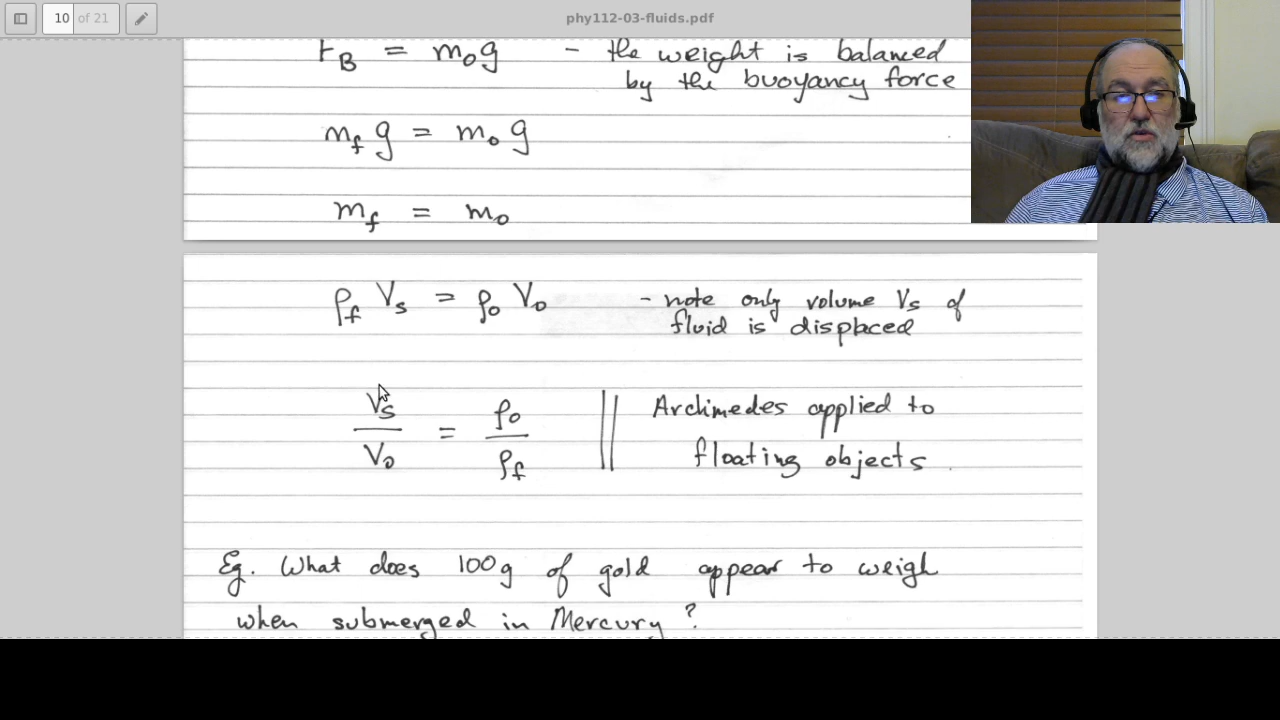 10 of 21
phy112-03-fluids.pdf
F_B = m_o g - the weight is balanced
by the buoyancy force
m_f g = m_o g
m_f = m_o
ρ_f V_s = ρ_o V_o - note only volume V_s of
fluid is displaced
V_s / V_o = ρ_o / ρ_f || Archimedes applied to
floating objects.
Eg. What does 100g of gold appear to weigh
when submerged in Mercury?